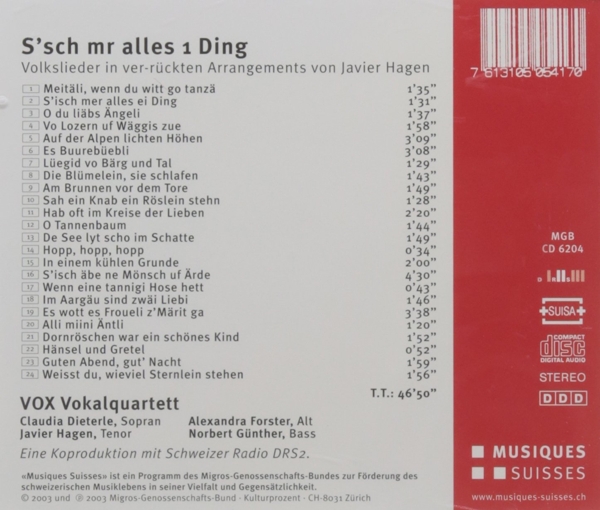 S'sch mr alles 1 Ding
Volkslieder in ver-rückten Arrangements von Javier Hagen
1 Meitäli, wenn du witt go tanzä 1'35"
2 S'isch mer alles ei Ding 1'31"
3 O du liäbs Ängeli 1'37"
4 Vo Lozern uf Wäggis zue 1'58"
5 Auf der Alpen lichten Höhen 3'09"
6 Es Buurebüebli 3'08"
7 Lüegid vo Bärg und Tal 1'29"
8 Die Blümelein, sie schlafen 1'43"
9 Am Brunnen vor dem Tore 1'49"
10 Sah ein Knab ein Röslein stehn 1'28"
11 Hab oft im Kreise der Lieben 2'20"
12 O Tannenbaum 1'44"
13 De See lyt scho im Schatte 1'49"
14 Hopp, hopp, hopp 0'34"
15 In einem kühlen Grunde 2'00"
16 S'isch äbe ne Mönsch uf Ärde 4'30"
17 Wenn eine tannigi Hose hett 0'43"
18 Im Aargäu sind zwäi Liebi 1'46"
19 Es wott es Froueli z'Märit ga 3'38"
20 Alli miini Äntli 1'20"
21 Dornröschen war ein schönes Kind 1'52"
22 Hänsel und Gretel 0'52"
23 Guten Abend, gut' Nacht 1'59"
24 Weisst du, wieviel Sternlein stehen 1'56"
T.T.: 46'50"
VOX Vokalquartett
Claudia Dieterle, Sopran Alexandra Forster, Alt
Javier Hagen, Tenor Norbert Günther, Bass
Eine Koproduktion mit Schweizer Radio DRS2.
«Musiques Suisses» ist ein Programm des Migros-Genossenschafts-Bundes zur Förderung des
schweizerischen Musiklebens in seiner Vielfalt und Gegensätzlichkeit.
© 2003 und ℗ 2003 Migros-Genossenschafts-Bund · Kulturprozent · CH-8031 Zürich
7 613105 054170
MGB
CD 6204
SUISA
COMPACT
disc
DIGITAL AUDIO
STEREO
DDD
MUSIQUES
SUISSES
www.musiques-suisses.ch